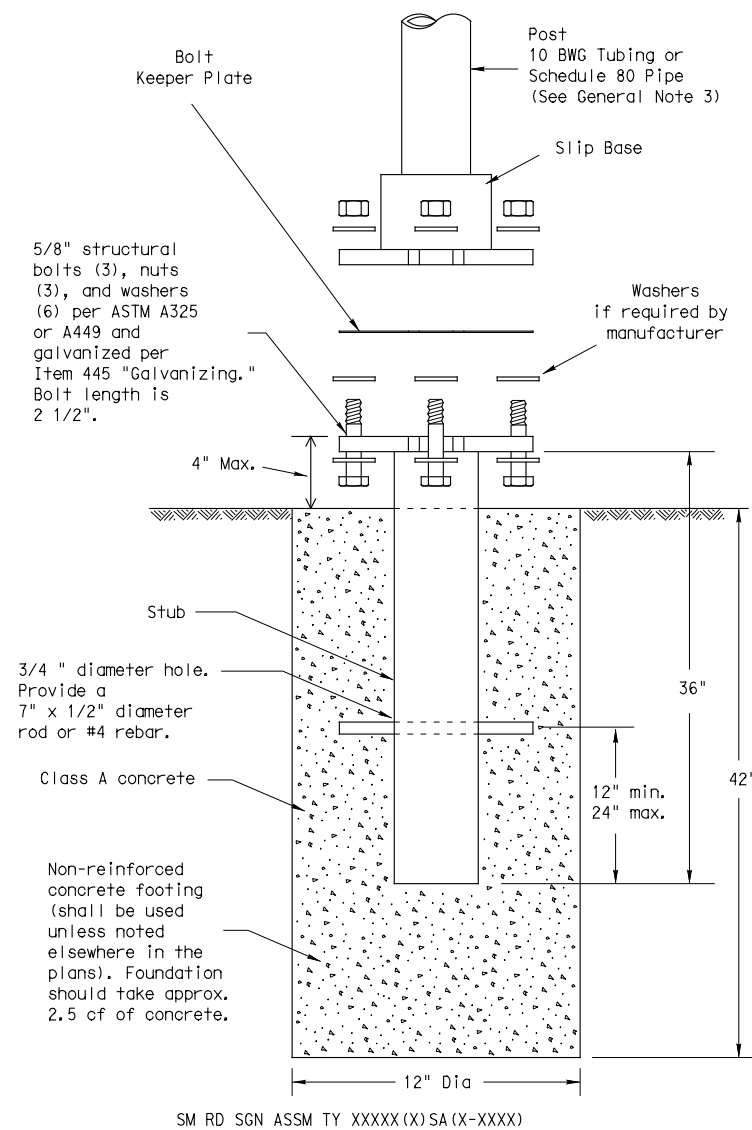 Post
10 BWG Tubing or
Schedule 80 Pipe
(See General Note 3)
Bolt
Keeper Plate
Slip Base
5/8" structural
bolts (3), nuts
(3), and washers
(6) per ASTM A325
or A449 and
galvanized per
Item 445 "Galvanizing."
Bolt length is
2 1/2".
Washers
if required by
manufacturer
4" Max.
Stub
3/4 " diameter hole.
Provide a
7" x 1/2" diameter
rod or #4 rebar.
36"
Class A concrete
12" min.
24" max.
42"
Non-reinforced
concrete footing
(shall be used
unless noted
elsewhere in the
plans). Foundation
should take approx.
2.5 cf of concrete.
12" Dia
SM RD SGN ASSM TY XXXXX(X)SA(X-XXXX)